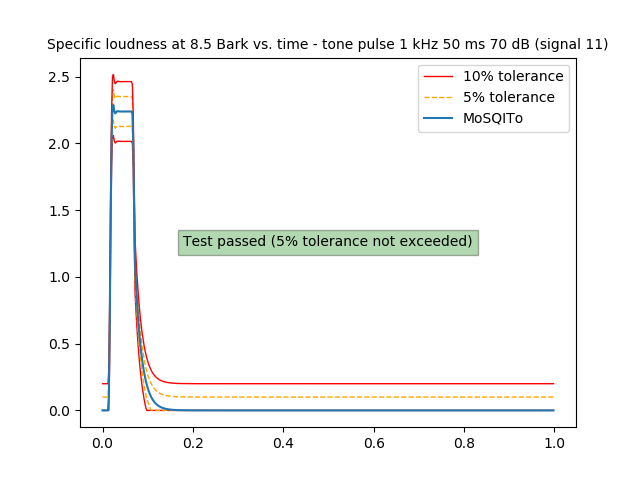 Specific loudness at 8.5 Bark vs. time - tone pulse 1 kHz 50 ms 70 dB (signal 11)
10% tolerance
5% tolerance
MoSQITo
Test passed (5% tolerance not exceeded)
2.5
2.0
1.5
1.0
0.5
0.0
0.0 0.2 0.4 0.6 0.8 1.0